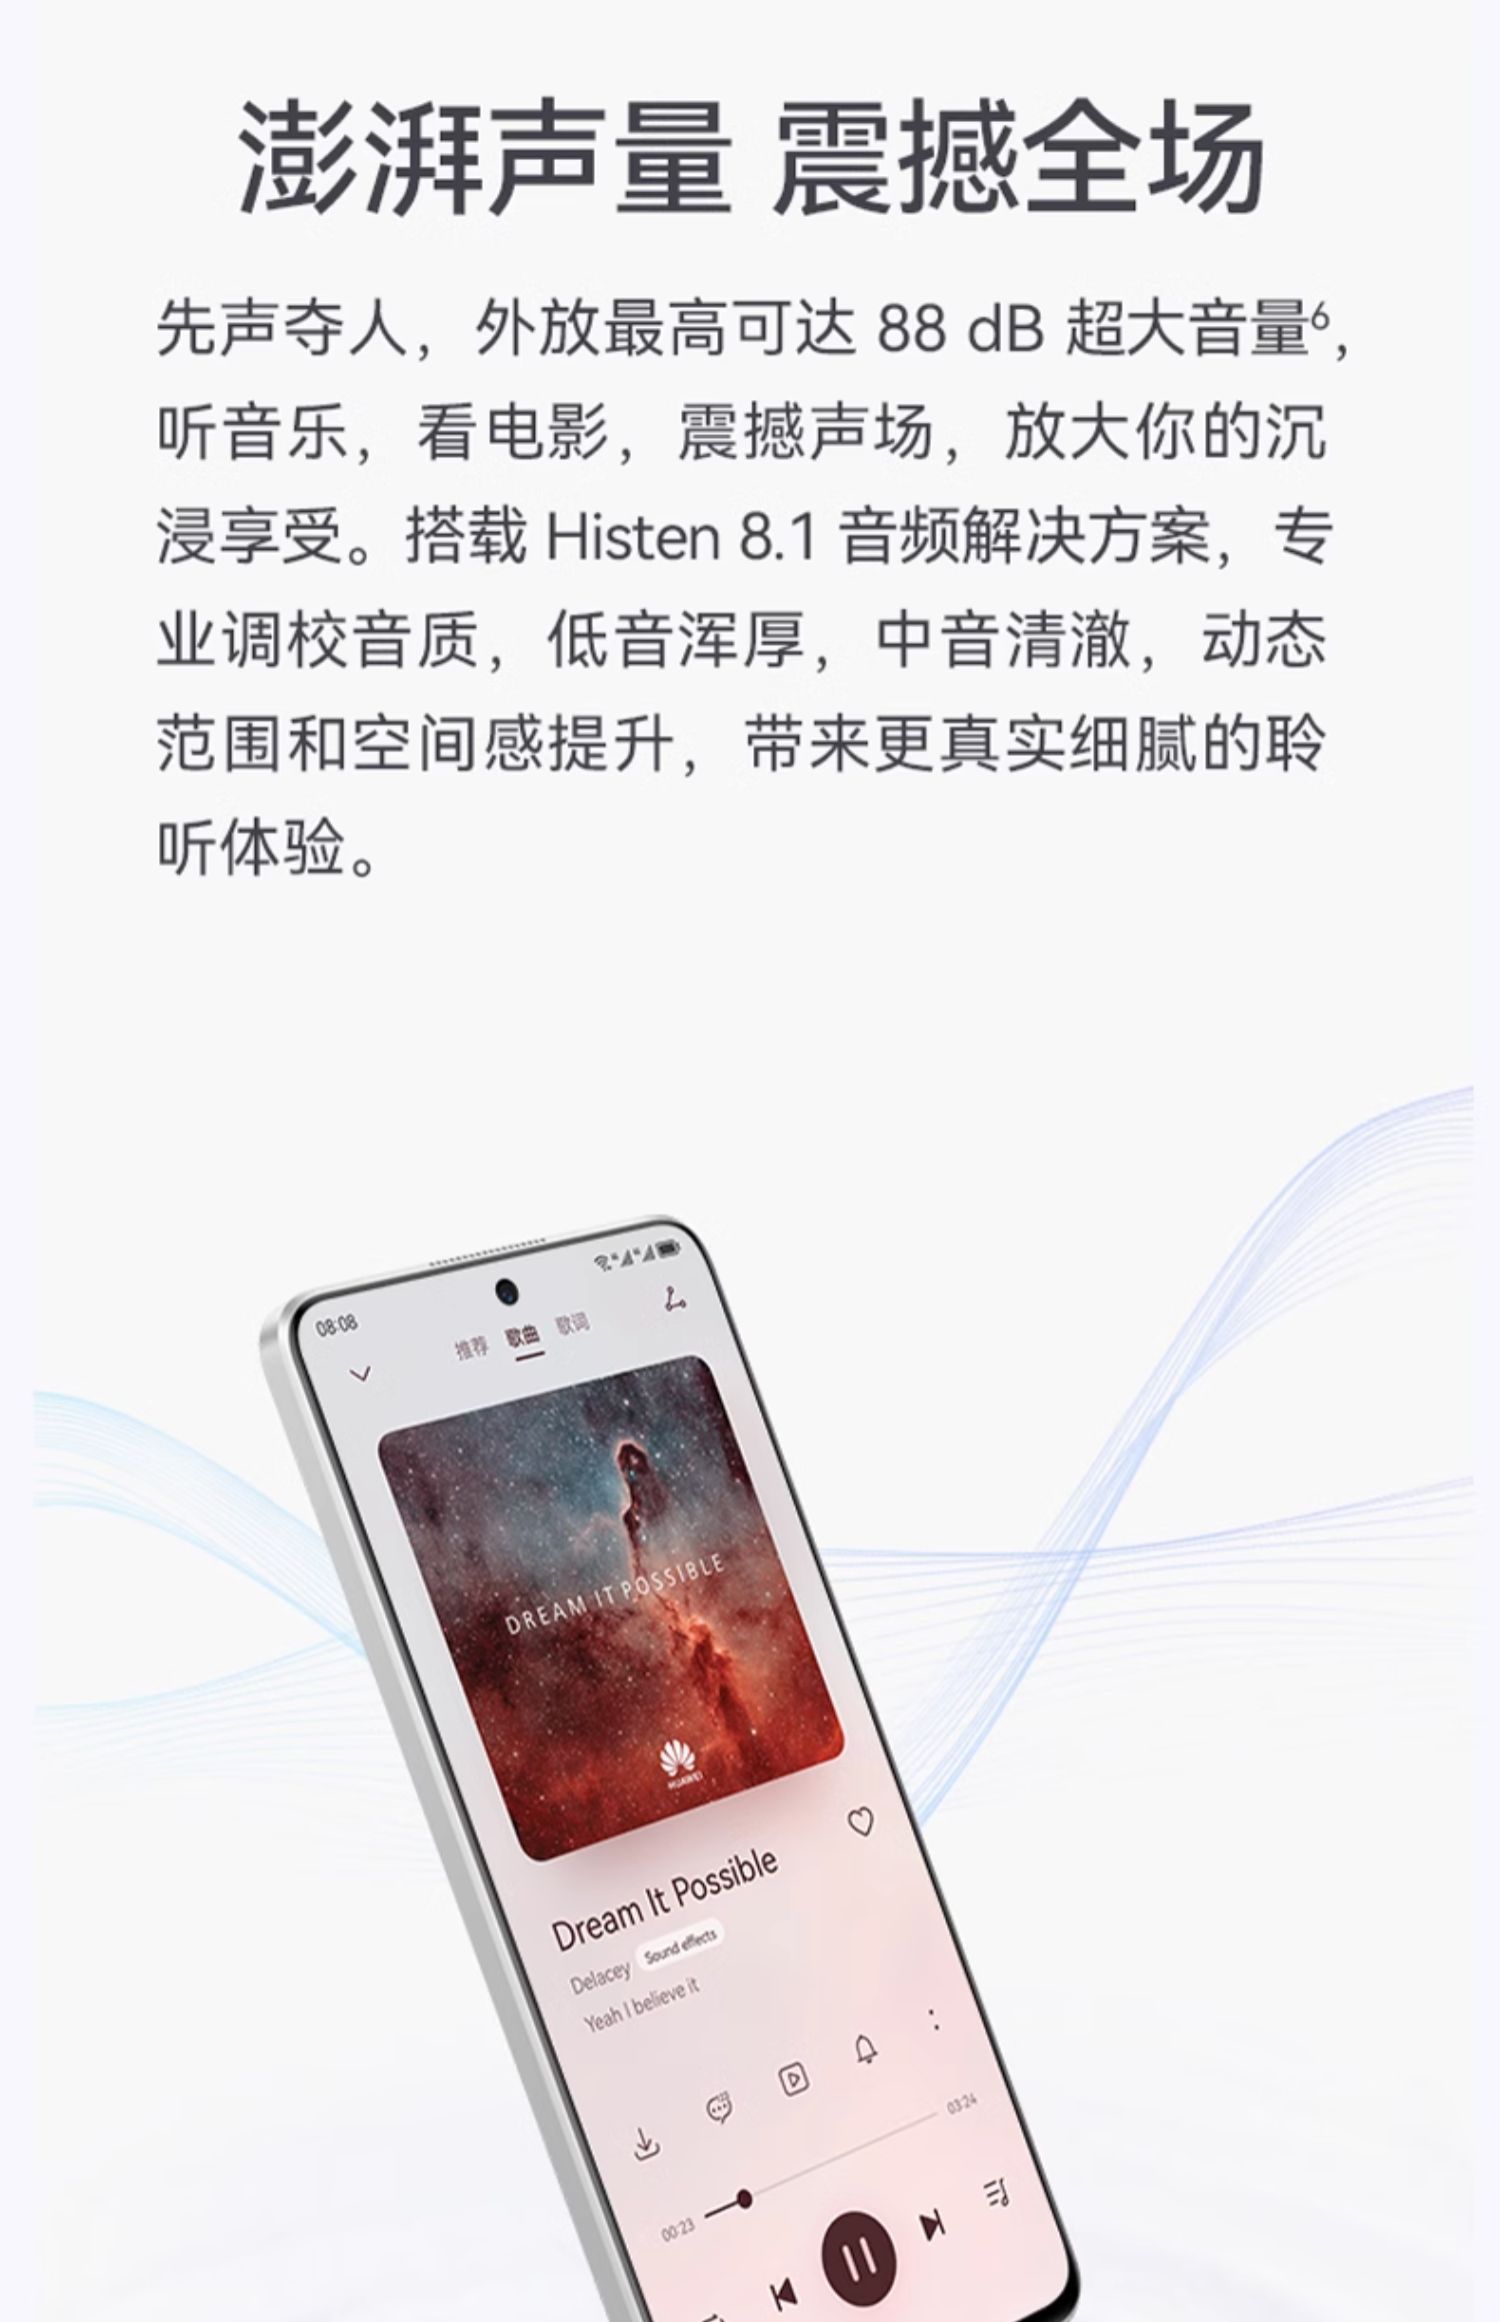 澎湃声量 震撼全场
先声夺人，外放最高可达 88 dB 超大音量⁶，
听音乐，看电影，震撼声场，放大你的沉
浸享受。搭载 Histen 8.1 音频解决方案，专
业调校音质，低音浑厚，中音清澈，动态
范围和空间感提升，带来更真实细腻的聆
听体验。
08:08
推荐 歌曲 歌词
DREAM IT POSSIBLE
HUAWEI
Dream It Possible
Delacey Sound effects
Yeah I believe it
00:23 03:24